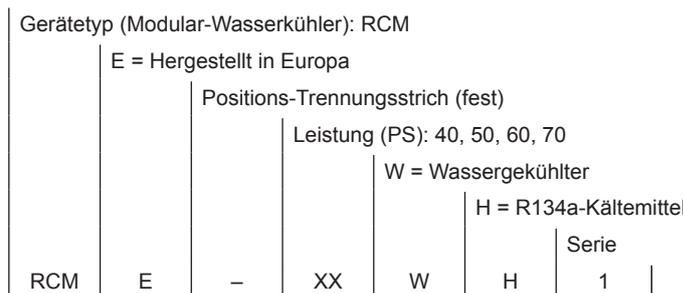 Gerätetyp (Modular-Wasserkühler): RCM
E = Hergestellt in Europa
Positions-Trennungsstrich (fest)
Leistung (PS): 40, 50, 60, 70
W = Wassergekühlter
H = R134a-Kältemittel
Serie
RCM E – XX W H 1